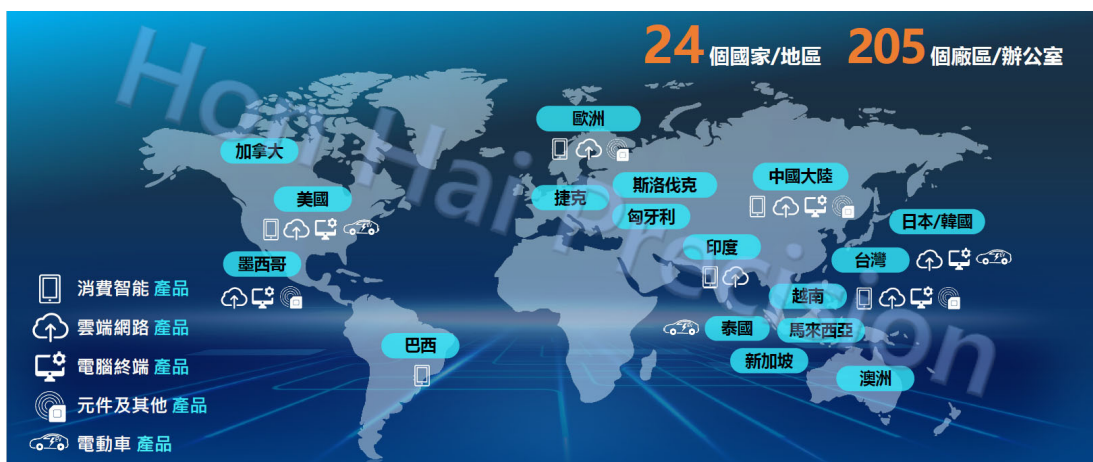 24 個國家/地區 205 個廠區/辦公室
Hon Hai Precision
歐洲
加拿大
中國大陸
斯洛伐克
美國
捷克
匈牙利
日本/韓國
印度
台灣
墨西哥
消費智能 產品
越南
雲端網路 產品
泰國
馬來西亞
巴西
新加坡
電腦終端 產品
澳洲
元件及其他 產品
電動車 產品